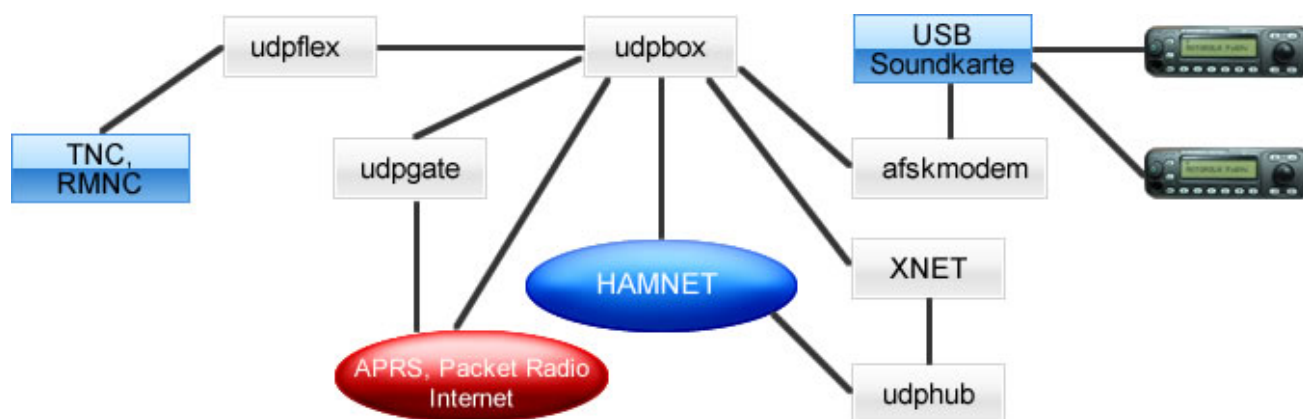 udpflex
udpbox
USB
Soundkarte
TNC,
RMNC
udpgate
afskmodem
HAMNET
XNET
APRS, Packet Radio
Internet
udphub